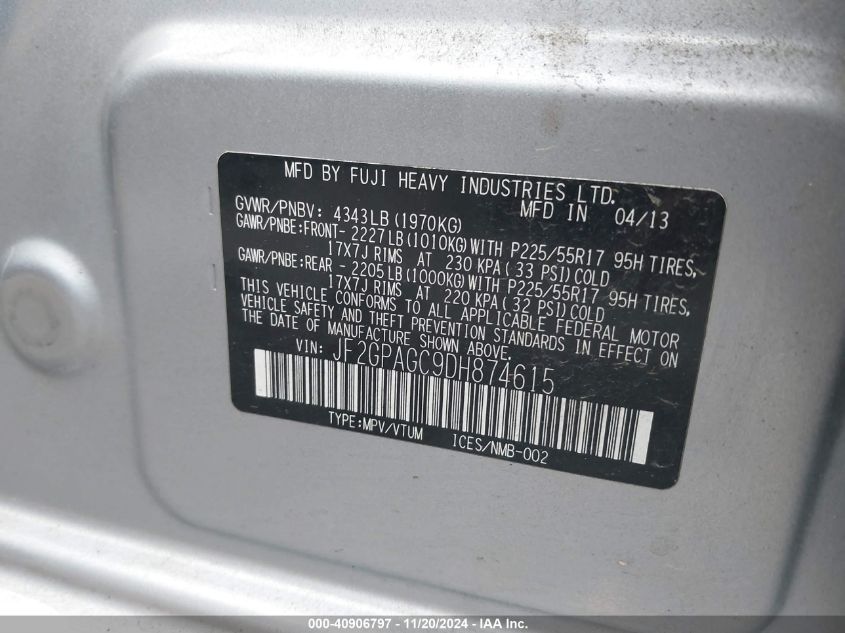 MFD BY FUJI HEAVY INDUSTRIES LTD.
MFD IN 04/13
GVWR/PNBV: 4343LB (1970KG)
GAWR/PNBE:FRONT- 2227LB (1010KG) WITH P225/55R17 95H TIRES,
17X7J RIMS AT 230 KPA ( 33 PSI) COLD
GAWR/PNBE:REAR - 2205LB (1000KG) WITH P225/55R17 95H TIRES,
17X7J RIMS AT 220 KPA ( 32 PSI) COLD
THIS VEHICLE CONFORMS TO ALL APPLICABLE FEDERAL MOTOR
VEHICLE SAFETY AND THEFT PREVENTION STANDARDS IN EFFECT ON
THE DATE OF MANUFACTURE SHOWN ABOVE.
VIN: JF2GPAGC9DH874615
TYPE:MPV/VTUM ICES/NMB-002
000-40906797 - 11/20/2024 - IAA Inc.